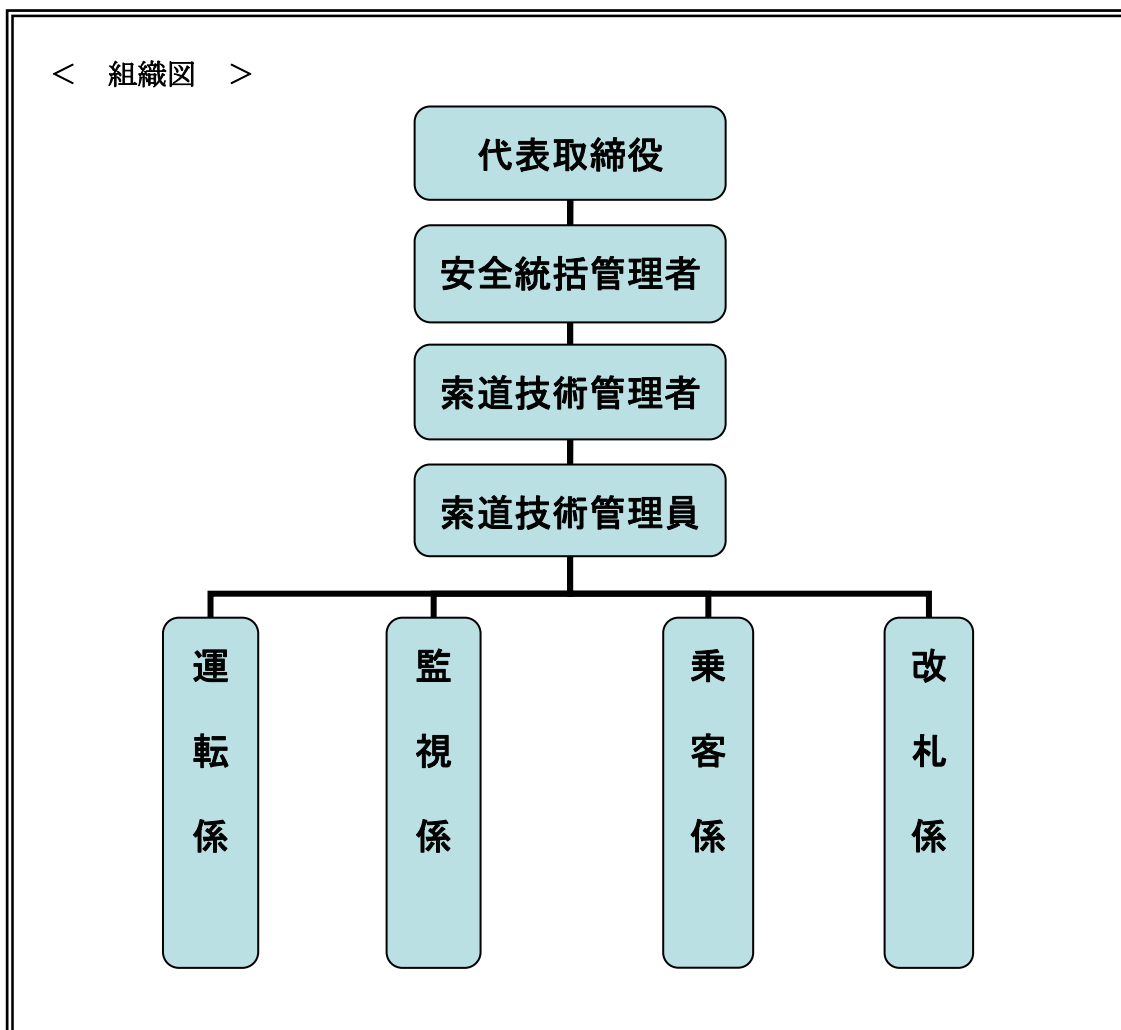 ＜　組織図　＞
代表取締役
安全統括管理者
索道技術管理者
索道技術管理員
運転係
監視係
乗客係
改札係